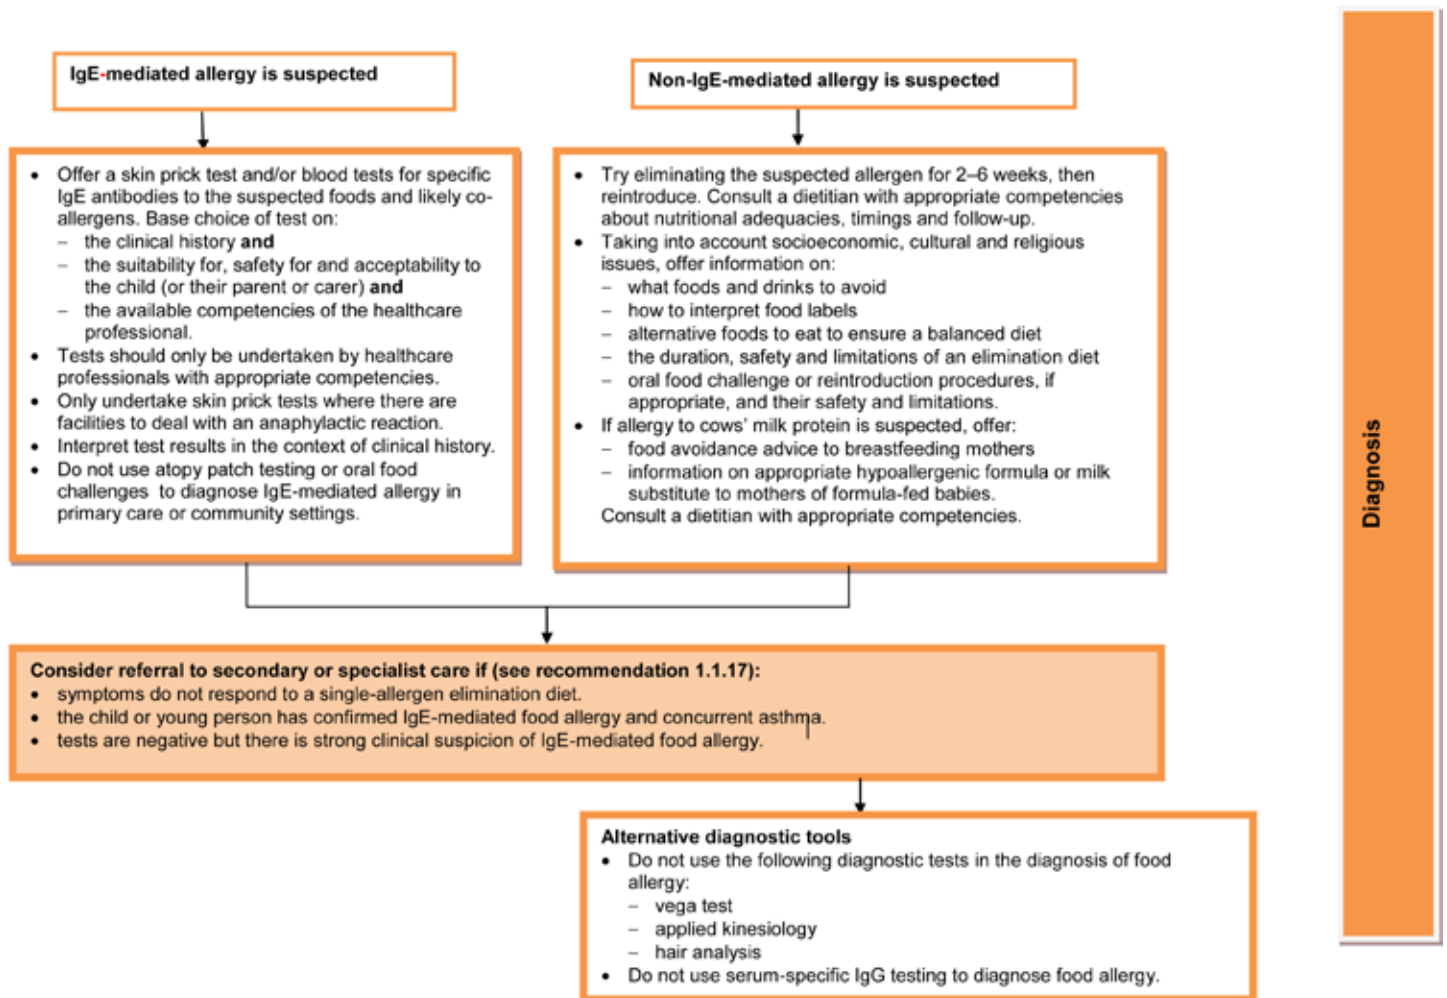 IgE-mediated allergy is suspected
Non-IgE-mediated allergy is suspected
• Offer a skin prick test and/or blood tests for specific
IgE antibodies to the suspected foods and likely co-
allergens. Base choice of test on:
− the clinical history and
− the suitability for, safety for and acceptability to
the child (or their parent or carer) and
− the available competencies of the healthcare
professional.
• Tests should only be undertaken by healthcare
professionals with appropriate competencies.
• Only undertake skin prick tests where there are
facilities to deal with an anaphylactic reaction.
• Interpret test results in the context of clinical history.
• Do not use atopy patch testing or oral food
challenges to diagnose IgE-mediated allergy in
primary care or community settings.
• Try eliminating the suspected allergen for 2–6 weeks, then
reintroduce. Consult a dietitian with appropriate competencies
about nutritional adequacies, timings and follow-up.
• Taking into account socioeconomic, cultural and religious
issues, offer information on:
− what foods and drinks to avoid
− how to interpret food labels
− alternative foods to eat to ensure a balanced diet
− the duration, safety and limitations of an elimination diet
− oral food challenge or reintroduction procedures, if
appropriate, and their safety and limitations.
• If allergy to cows' milk protein is suspected, offer:
− food avoidance advice to breastfeeding mothers
− information on appropriate hypoallergenic formula or milk
substitute to mothers of formula-fed babies.
Consult a dietitian with appropriate competencies.
Diagnosis
Consider referral to secondary or specialist care if (see recommendation 1.1.17):
• symptoms do not respond to a single-allergen elimination diet.
• the child or young person has confirmed IgE-mediated food allergy and concurrent asthma.
• tests are negative but there is strong clinical suspicion of IgE-mediated food allergy.
Alternative diagnostic tools
• Do not use the following diagnostic tests in the diagnosis of food
allergy:
− vega test
− applied kinesiology
− hair analysis
• Do not use serum-specific IgG testing to diagnose food allergy.